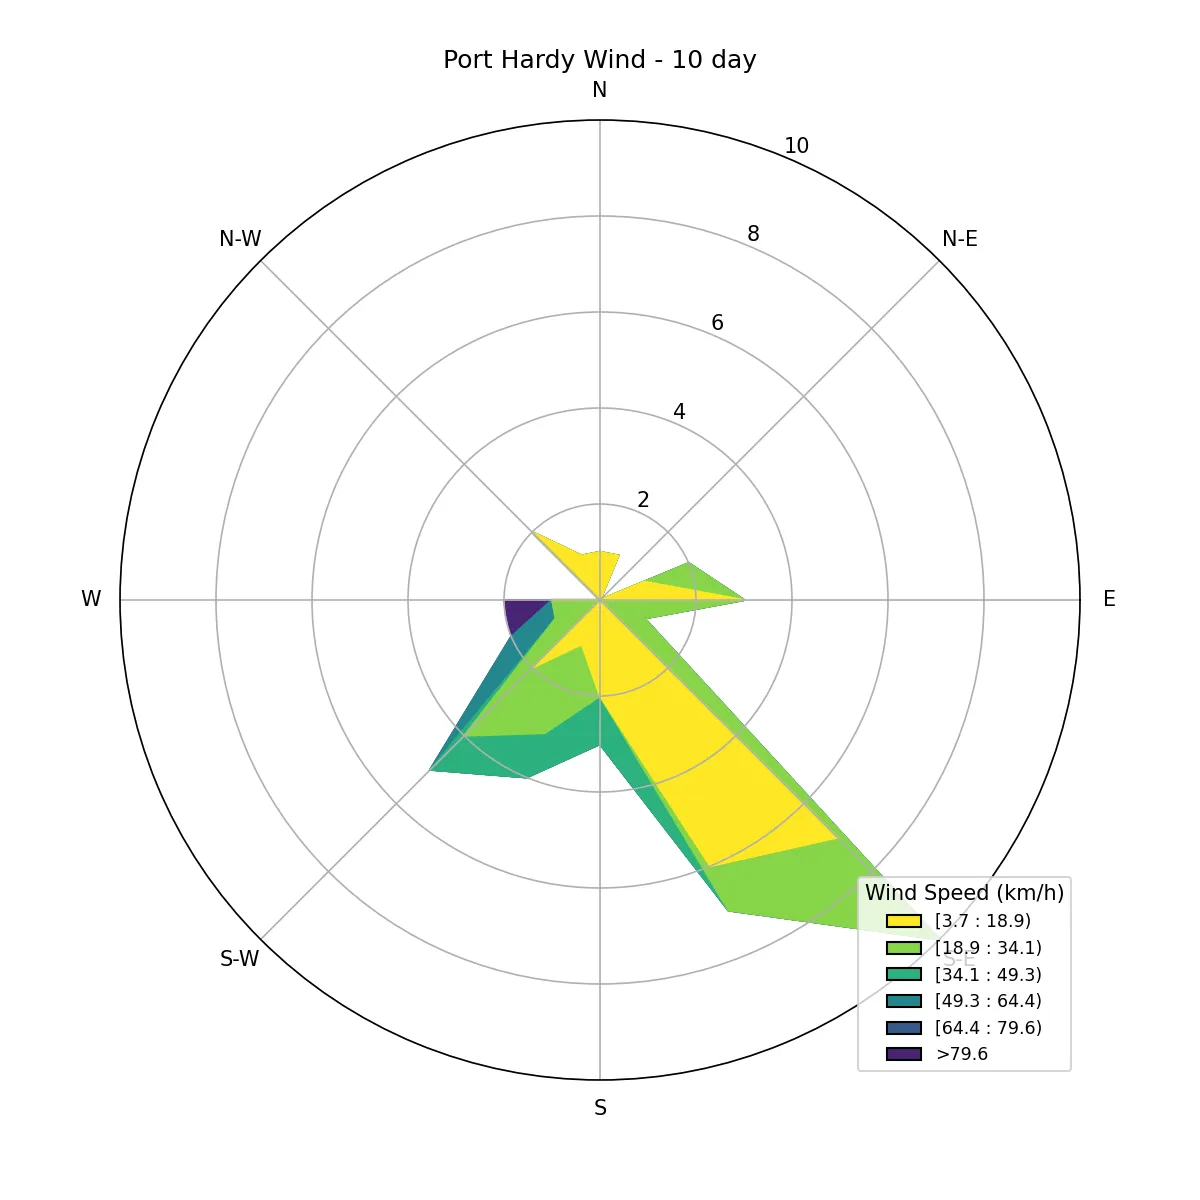 Port Hardy Wind - 10 day
N
10
N-W
8
N-E
6
4
2
W
E
Wind Speed (km/h)
[3.7 : 18.9)
[18.9 : 34.1)
S-W
S-E
[34.1 : 49.3)
[49.3 : 64.4)
[64.4 : 79.6)
>79.6
S